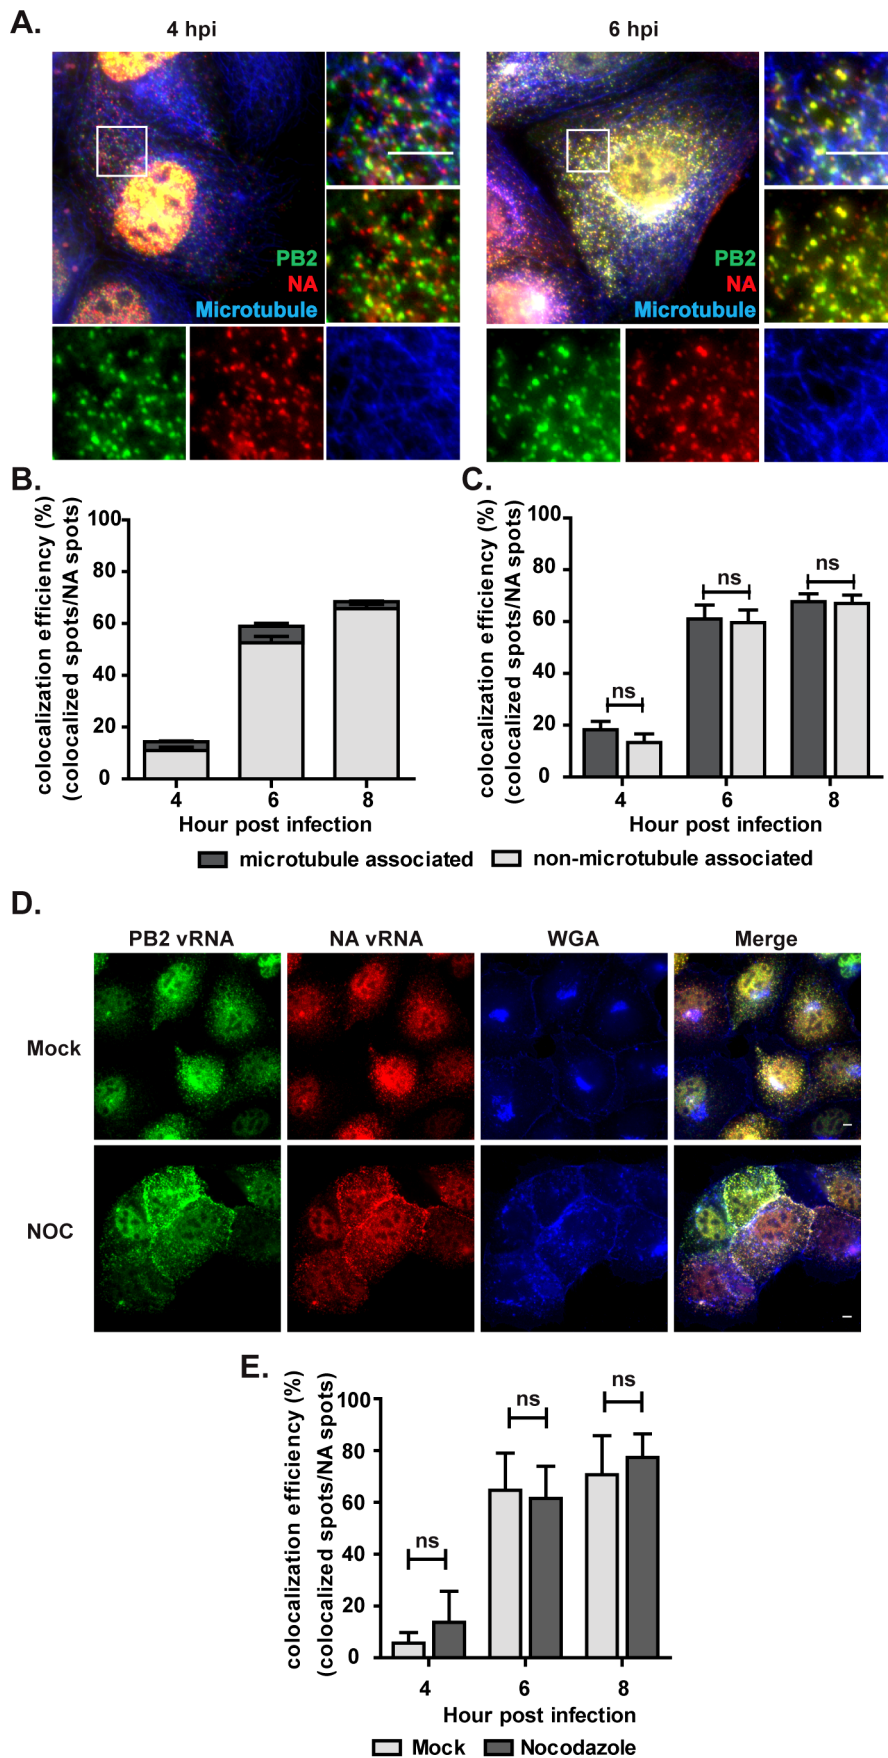 A.
4 hpi
6 hpi
PB2
NA
Microtubule
PB2
NA
Microtubule
B.
colocalization efficiency (%)
(colocalized spots/NA spots)
100
80
60
40
20
0
4
6
8
Hour post infection
C.
colocalization efficiency (%)
(colocalized spots/NA spots)
100
80
60
40
20
0
ns
ns
ns
4
6
8
Hour post infection
microtubule associated
non-microtubule associated
D.
PB2 vRNA
NA vRNA
WGA
Merge
Mock
NOC
E.
colocalization efficiency (%)
(colocalized spots/NA spots)
100
80
60
40
20
0
ns
ns
ns
4
6
8
Hour post infection
Mock
Nocodazole